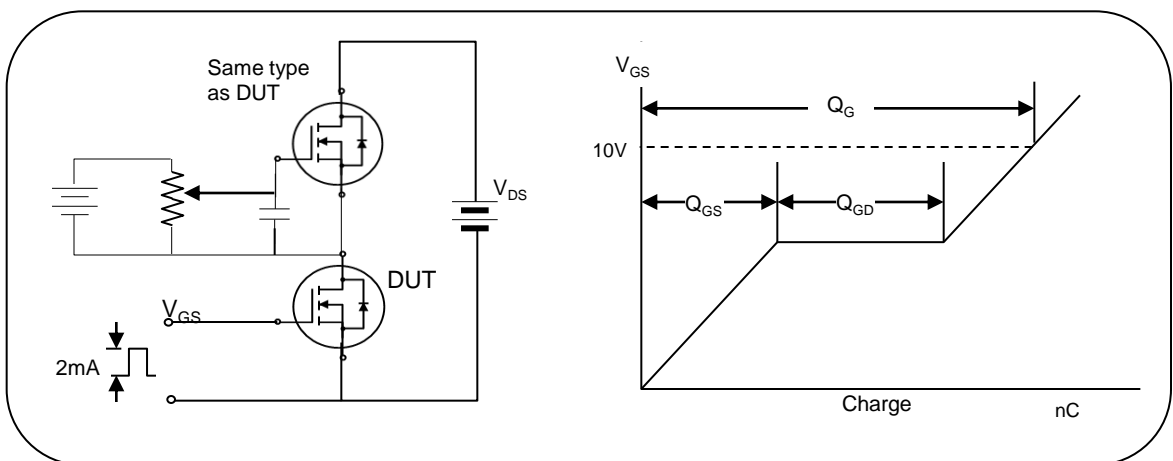 Same type
as DUT
V_DS
DUT
V_GS
2mA
V_GS
Q_G
10V
Q_GS
Q_GD
Charge
nC